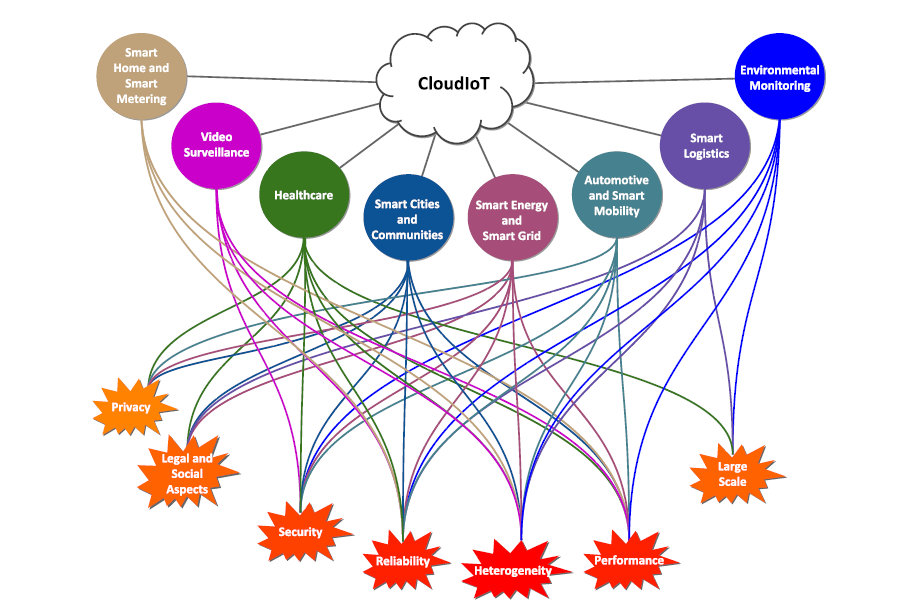 CloudIoT
Smart
Home and
Smart
Metering
Environmental
Monitoring
Video
Surveillance
Smart
Logistics
Healthcare
Automotive
and Smart
Mobility
Smart Cities
and
Communities
Smart Energy
and
Smart Grid
Privacy
Legal and
Social
Aspects
Large
Scale
Security
Reliability
Heterogeneity
Performance